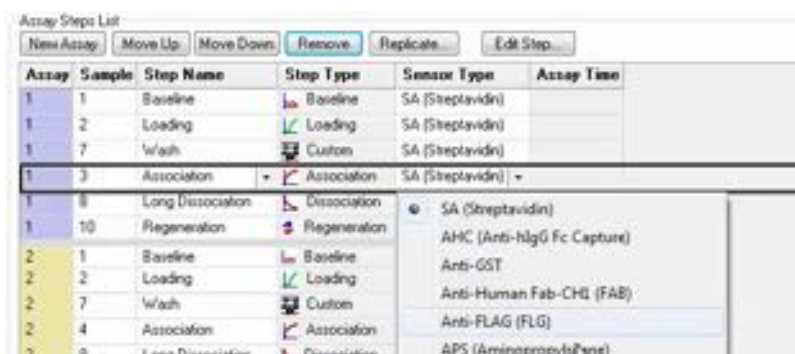 Assay Steps List
New Assay Move Up Move Down Remove Replicate... Edit Step...
Assay Sample Step Name Step Type Sensor Type Assay Time
1 1 Baseline Baseline SA (Streptavidin)
1 2 Loading Loading SA (Streptavidin)
1 7 Wash Custom SA (Streptavidin)
1 3 Association Association SA (Streptavidin)
1 8 Long Dissociation Dissociation
1 10 Regeneration Regeneration
2 1 Baseline Baseline
2 2 Loading Loading
2 7 Wash Custom
2 4 Association Association
Long Dissociation Dissociation
SA (Streptavidin)
AHC (Anti-hIgG Fc Capture)
Anti-GST
Anti-Human Fab-CH1 (FAB)
Anti-FLAG (FLG)
APS